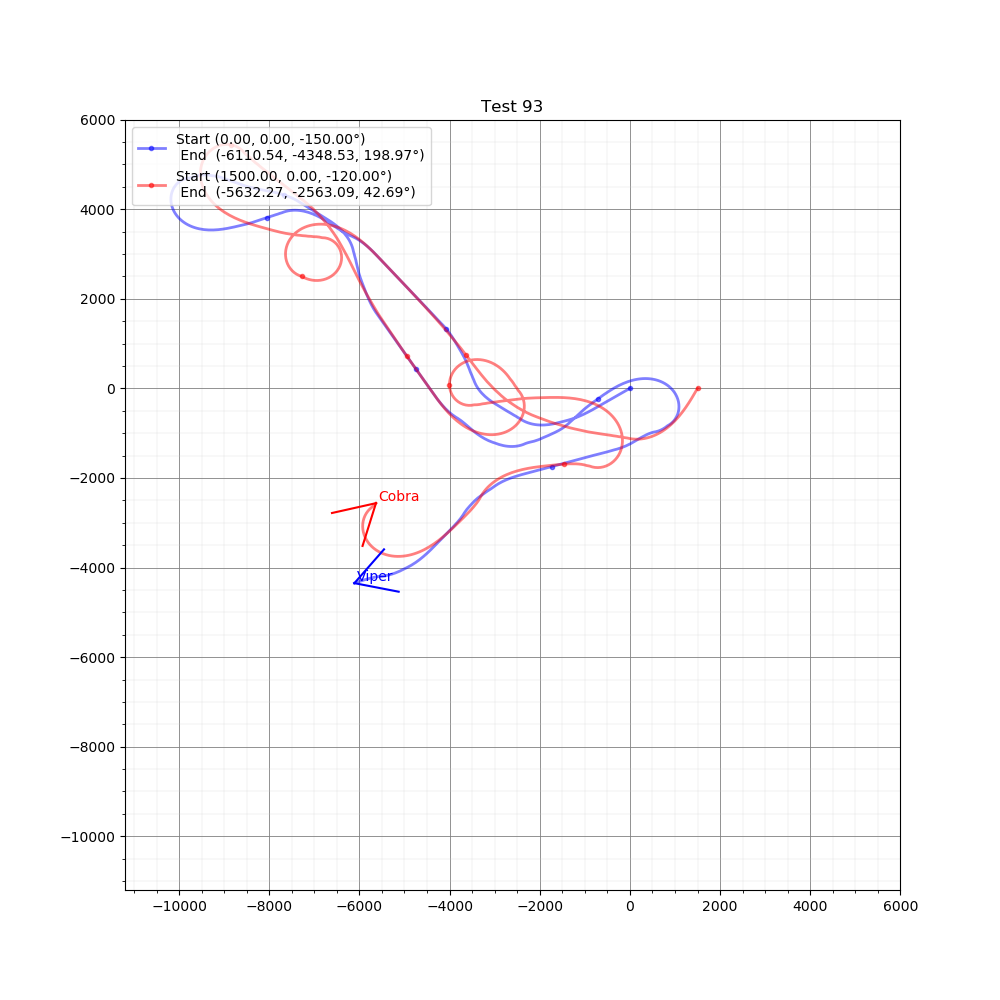 Test 93
Start (0.00, 0.00, -150.00°)
End (-6110.54, -4348.53, 198.97°)
Start (1500.00, 0.00, -120.00°)
End (-5632.27, -2563.09, 42.69°)
6000
4000
2000
0
−2000
−4000
−6000
−8000
−10000
Cobra
Viper
−10000 −8000 −6000 −4000 −2000 0 2000 4000 6000